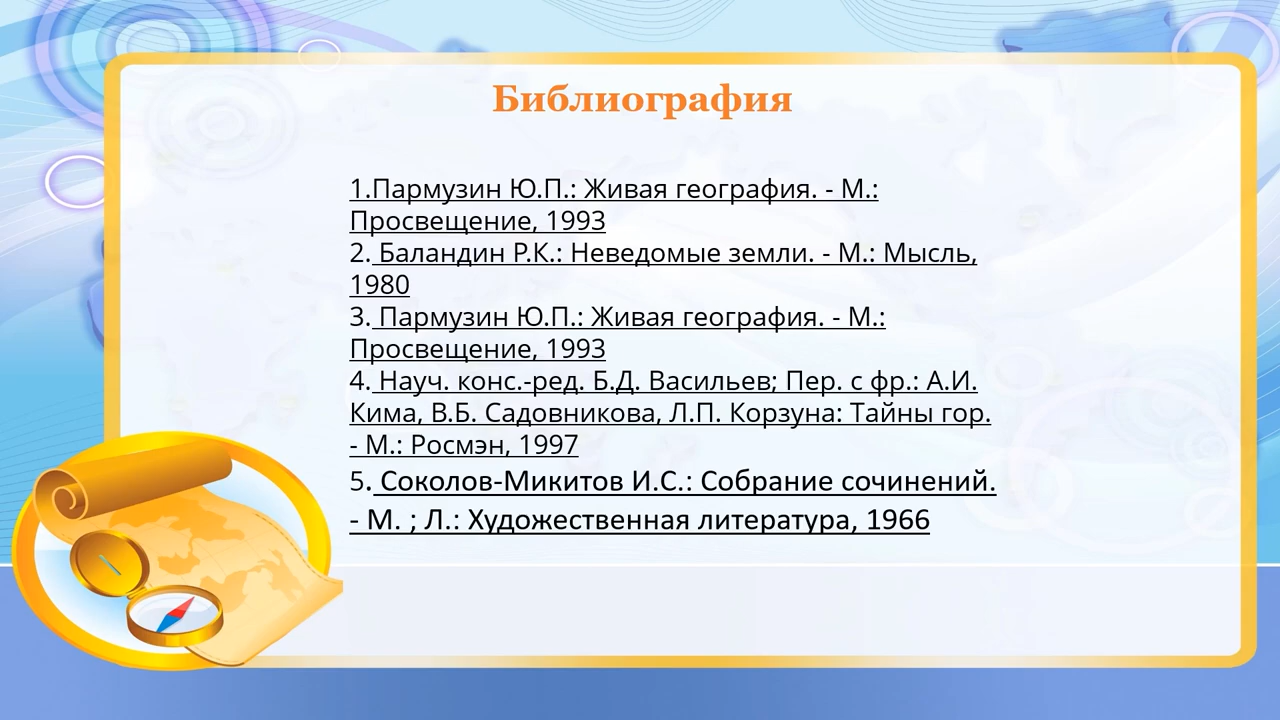 Библиография
1.Пармузин Ю.П.: Живая география. - М.:
Просвещение, 1993
2. Баландин Р.К.: Неведомые земли. - М.: Мысль,
1980
3. Пармузин Ю.П.: Живая география. - М.:
Просвещение, 1993
4. Науч. конс.-ред. Б.Д. Васильев; Пер. с фр.: А.И.
Кима, В.Б. Садовникова, Л.П. Корзуна: Тайны гор.
- М.: Росмэн, 1997
5. Соколов-Микитов И.С.: Собрание сочинений.
- М. ; Л.: Художественная литература, 1966